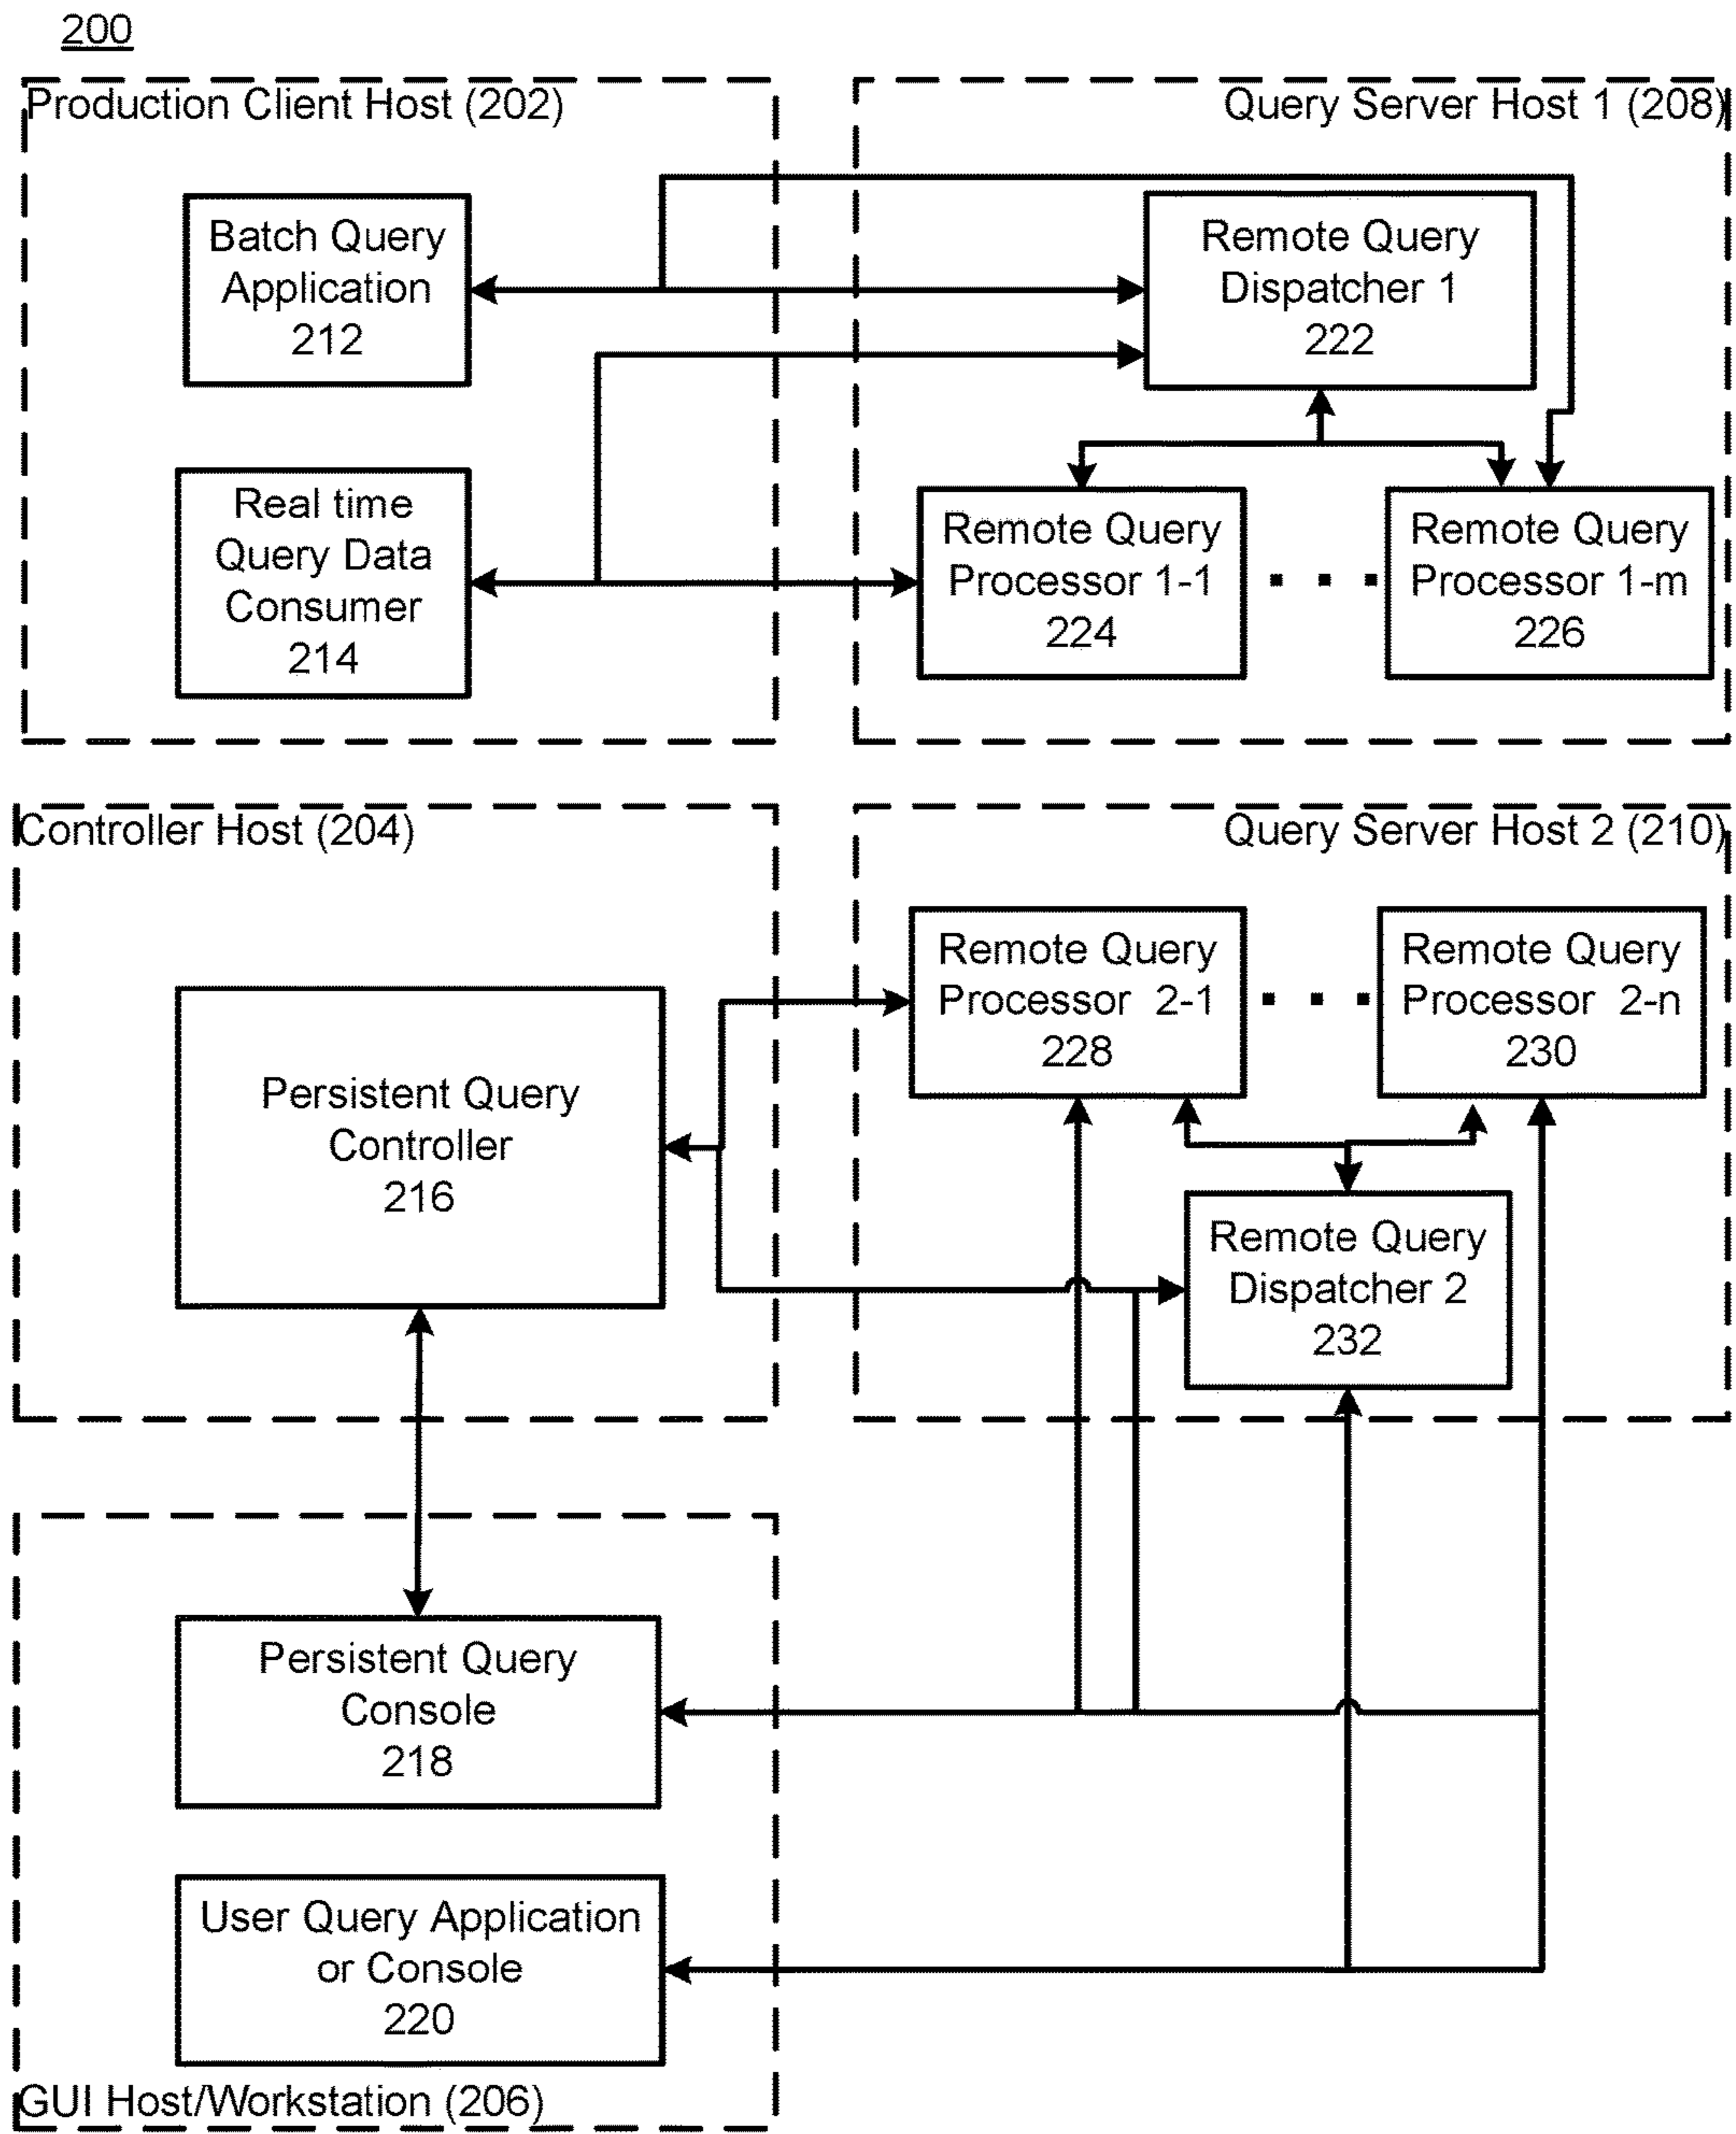 200
Production Client Host (202)
Batch Query
Application
212
Real time
Query Data
Consumer
214
Query Server Host 1 (208)
Remote Query
Dispatcher 1
222
Remote Query
Processor 1-1
224
Remote Query
Processor 1-m
226
Controller Host (204)
Persistent Query
Controller
216
Query Server Host 2 (210)
Remote Query
Processor 2-1
228
Remote Query
Processor 2-n
230
Remote Query
Dispatcher 2
232
Persistent Query
Console
218
User Query Application
or Console
220
GUI Host/Workstation (206)